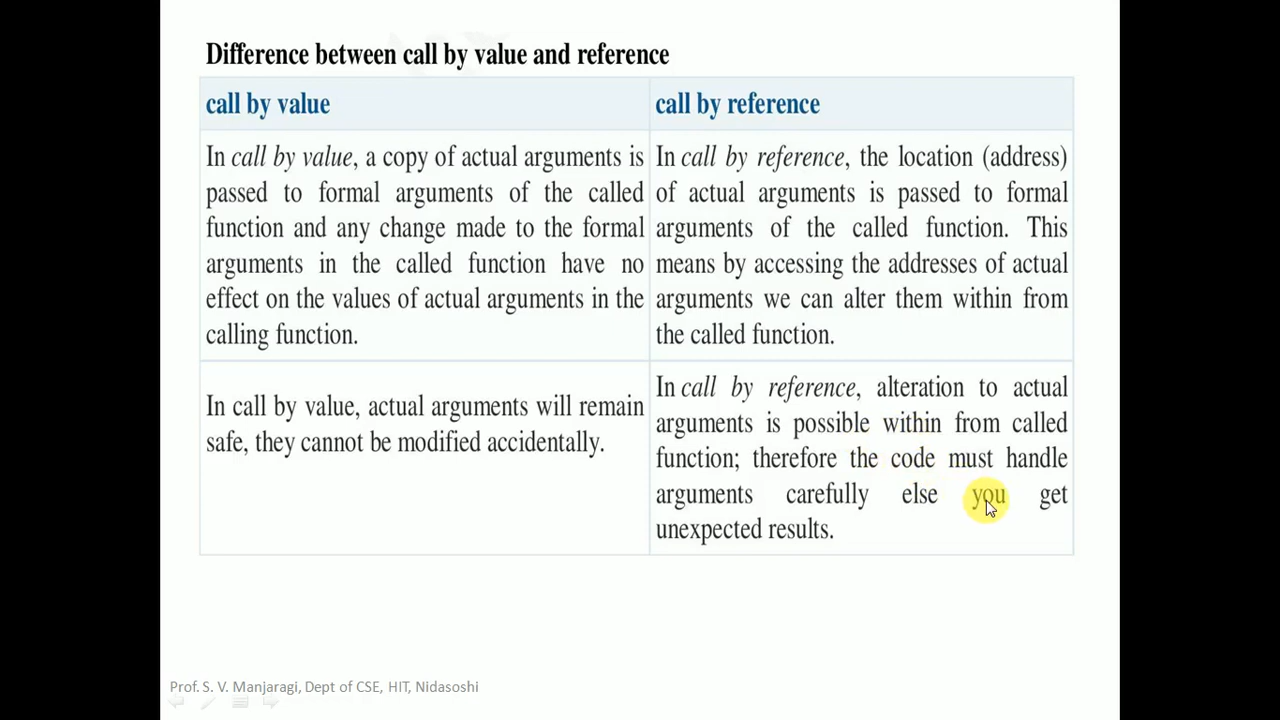 Difference between call by value and reference
call by value
call by reference
In call by value, a copy of actual arguments is
passed to formal arguments of the called
function and any change made to the formal
arguments in the called function have no
effect on the values of actual arguments in the
calling function.
In call by reference, the location (address)
of actual arguments is passed to formal
arguments of the called function. This
means by accessing the addresses of actual
arguments we can alter them within from
the called function.
In call by value, actual arguments will remain
safe, they cannot be modified accidentally.
In call by reference, alteration to actual
arguments is possible within from called
function; therefore the code must handle
arguments carefully else you get
unexpected results.
Prof. S. V. Manjaragi, Dept of CSE, HIT, Nidasoshi